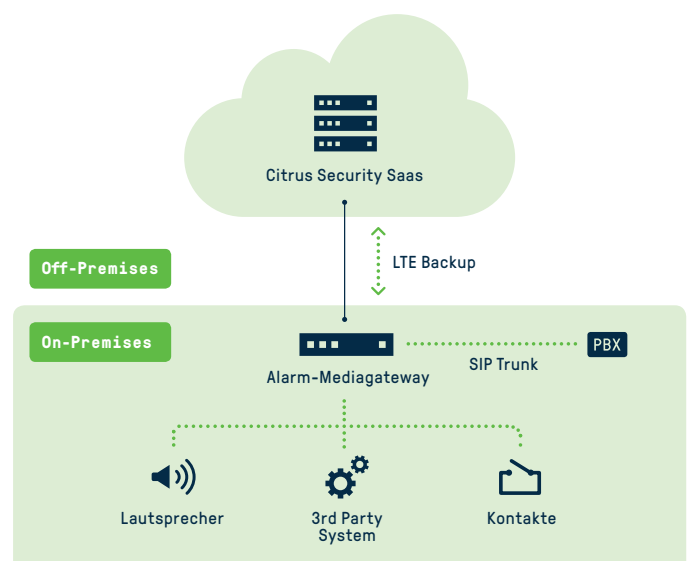 Citrus Security Saas
LTE Backup
Off-Premises
On-Premises
PBX
SIP Trunk
Alarm-Mediagateway
Lautsprecher
3rd Party
System
Kontakte